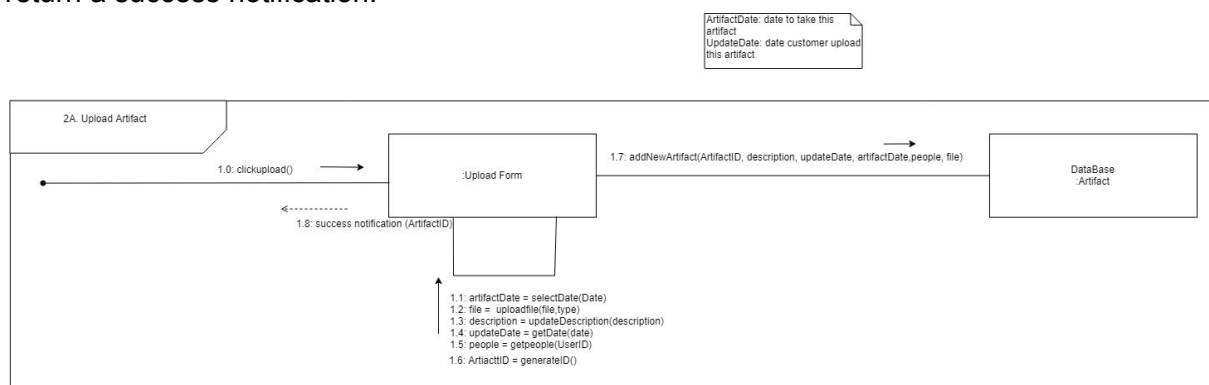 return a success notification.
ArtifactDate: date to take this
artifact
UpdateDate: date customer upload
this artifact
2A. Upload Artifact
1.0: clickupload()
:Upload Form
1.7: addNewArtifact(ArtifactID, description, updateDate, artifactDate,people, file)
DataBase
:Artifact
1.8: success notification (ArtifactID)
1.1: artifactDate = selectDate(Date)
1.2: file = uploadfile(file,type)
1.3: description = updateDescription(description)
1.4: updateDate = getDate(date)
1.5: people = getpeople(UserID)
1.6: ArtiacttID = generateID()